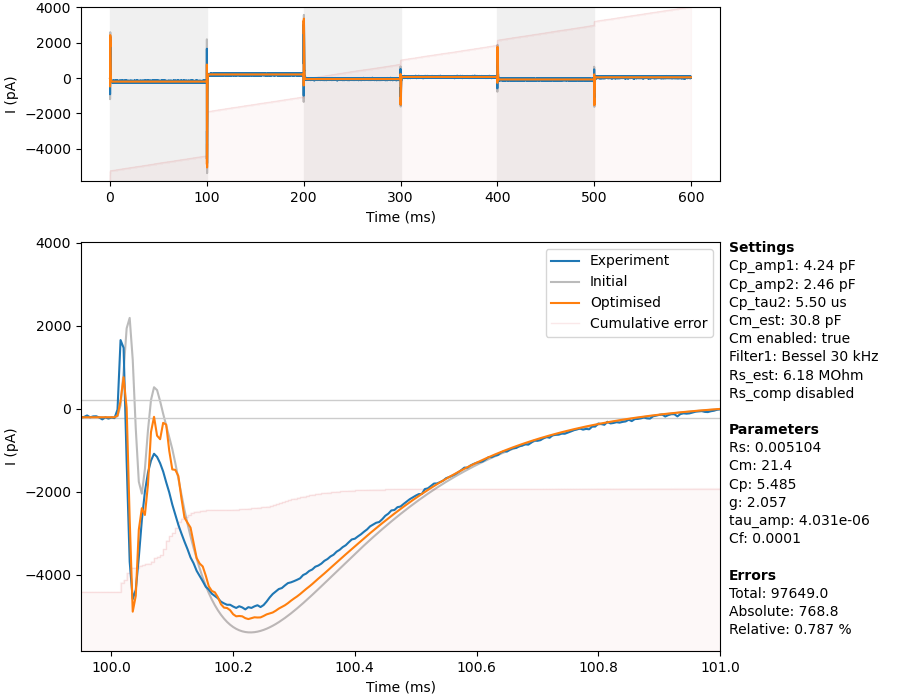 4000
2000
0
−2000
−4000
I (pA)
0
100
200
300
400
500
600
Time (ms)
4000
2000
0
−2000
−4000
I (pA)
100.0
100.2
100.4
100.6
100.8
101.0
Time (ms)
Experiment
Initial
Optimised
Cumulative error
Settings
Cp_amp1: 4.24 pF
Cp_amp2: 2.46 pF
Cp_tau2: 5.50 us
Cm_est: 30.8 pF
Cm enabled: true
Filter1: Bessel 30 kHz
Rs_est: 6.18 MOhm
Rs_comp disabled
Parameters
Rs: 0.005104
Cm: 21.4
Cp: 5.485
g: 2.057
tau_amp: 4.031e-06
Cf: 0.0001
Errors
Total: 97649.0
Absolute: 768.8
Relative: 0.787 %